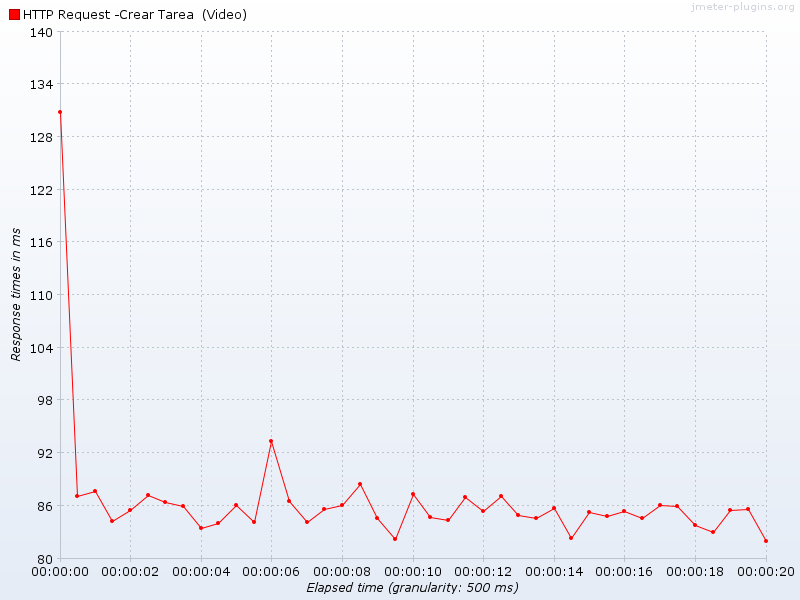 jmeter-plugins.org
HTTP Request -Crear Tarea (Video)
140
134
128
122
116
110
104
98
92
86
80
Response times in ms
00:00:00 00:00:02 00:00:04 00:00:06 00:00:08 00:00:10 00:00:12 00:00:14 00:00:16 00:00:18 00:00:20
Elapsed time (granularity: 500 ms)